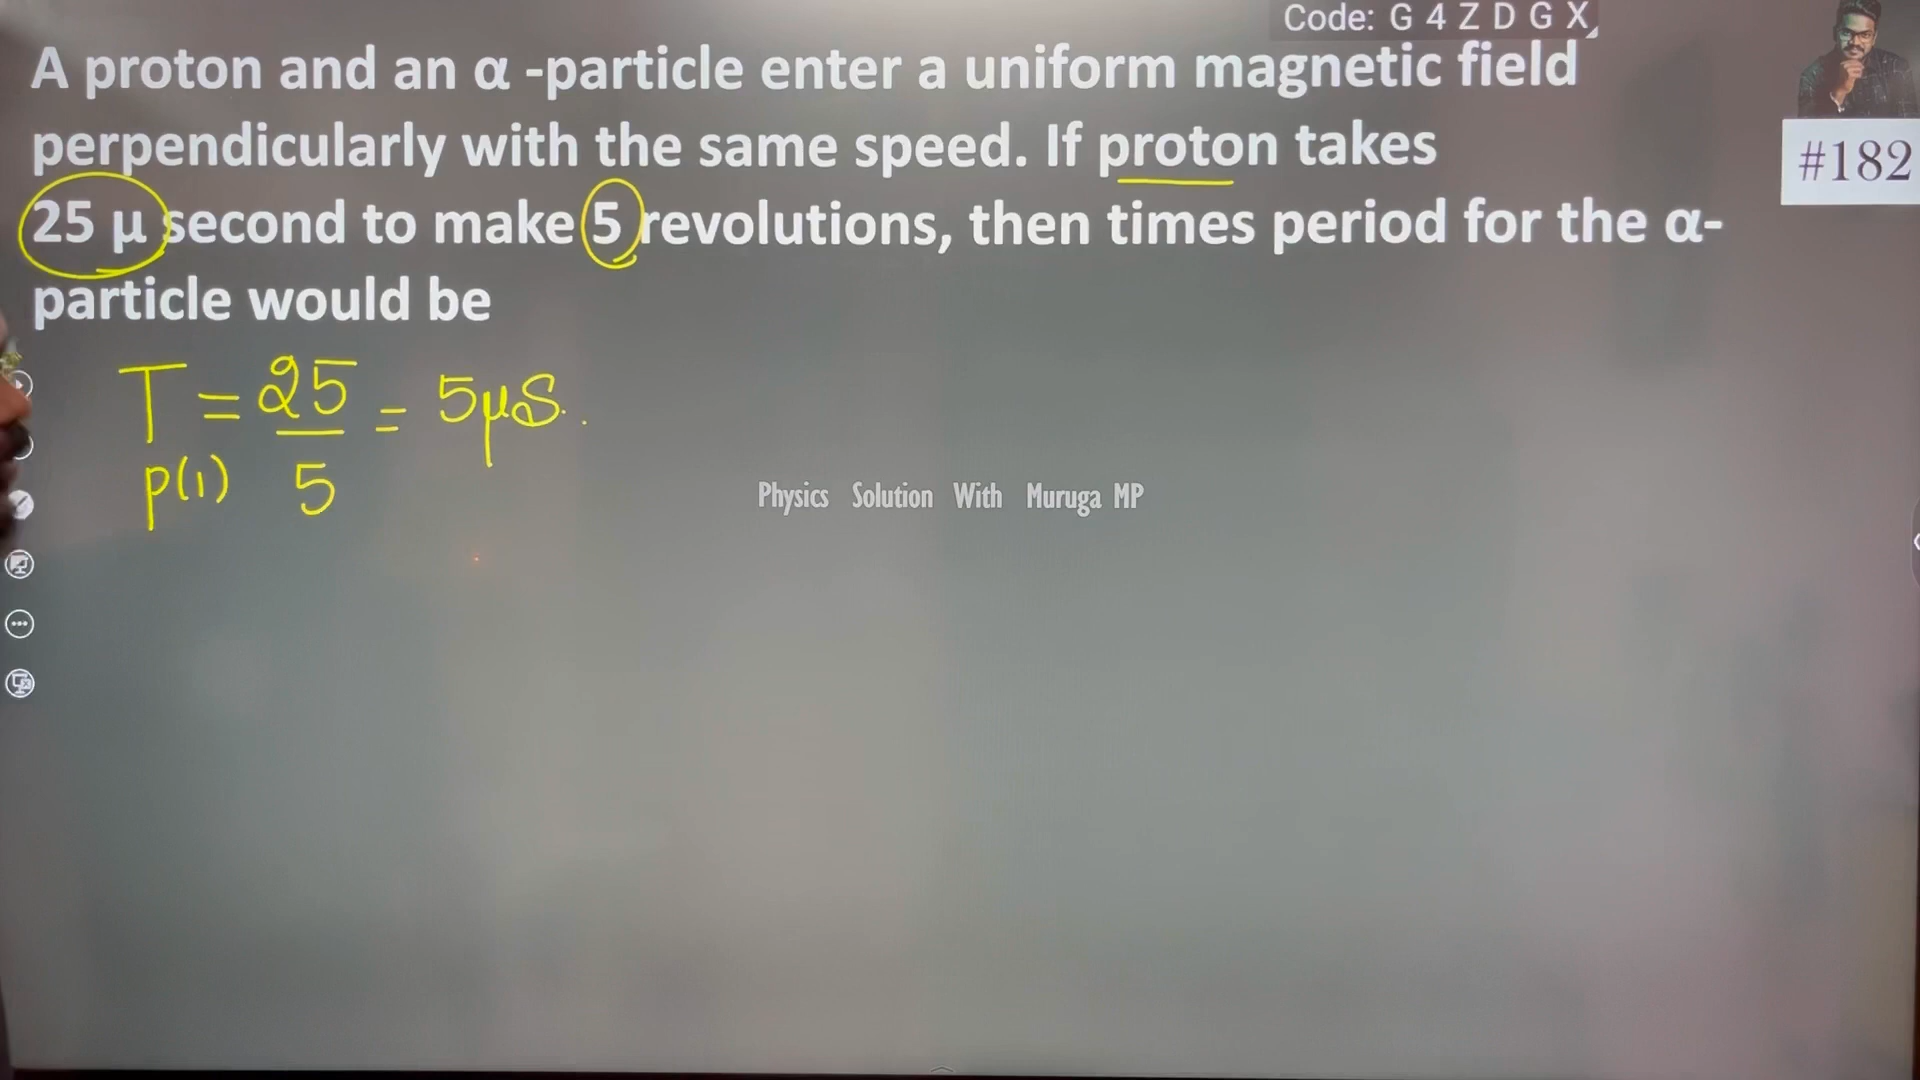 Code: G 4 Z D G X
A proton and an α -particle enter a uniform magnetic field
perpendicularly with the same speed. If proton takes
#182
25 µ second to make 5 revolutions, then times period for the α-
particle would be
T = 25 = 5µS.
p(1) 5
Physics Solution With Muruga MP